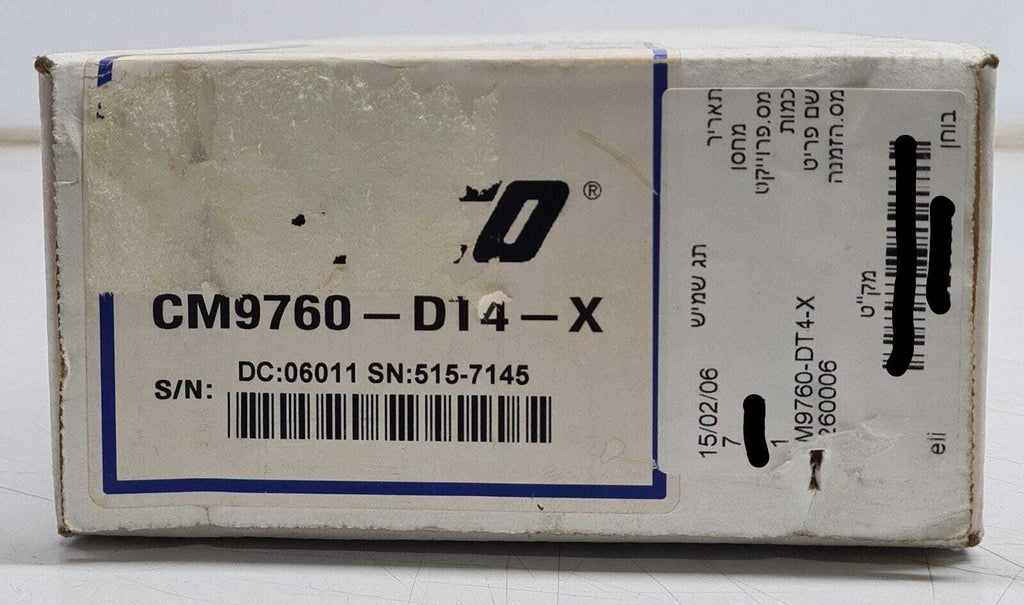 ®
CM9760-DT4-X
S/N:
DC:06011 SN:515-7145
תאריך
מחסן
מס.פרוייקט
כמות
שם פריט
מס.הזמנה
תג שמיש
מק"ט
בוחן
15/02/06
7
1
M9760-DT4-X
260006
eli